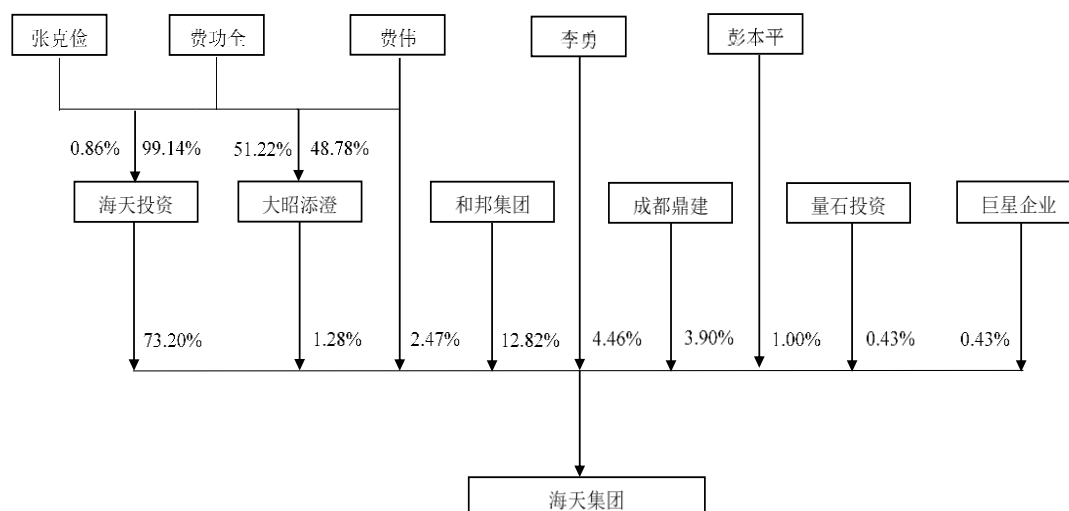 张克俭 费功全 费伟 李勇 彭本平
0.86% 99.14% 51.22% 48.78%
海天投资 大昭添澄 和邦集团 成都鼎建 量石投资 巨星企业
73.20% 1.28% 2.47% 12.82% 4.46% 3.90% 1.00% 0.43% 0.43%
海天集团